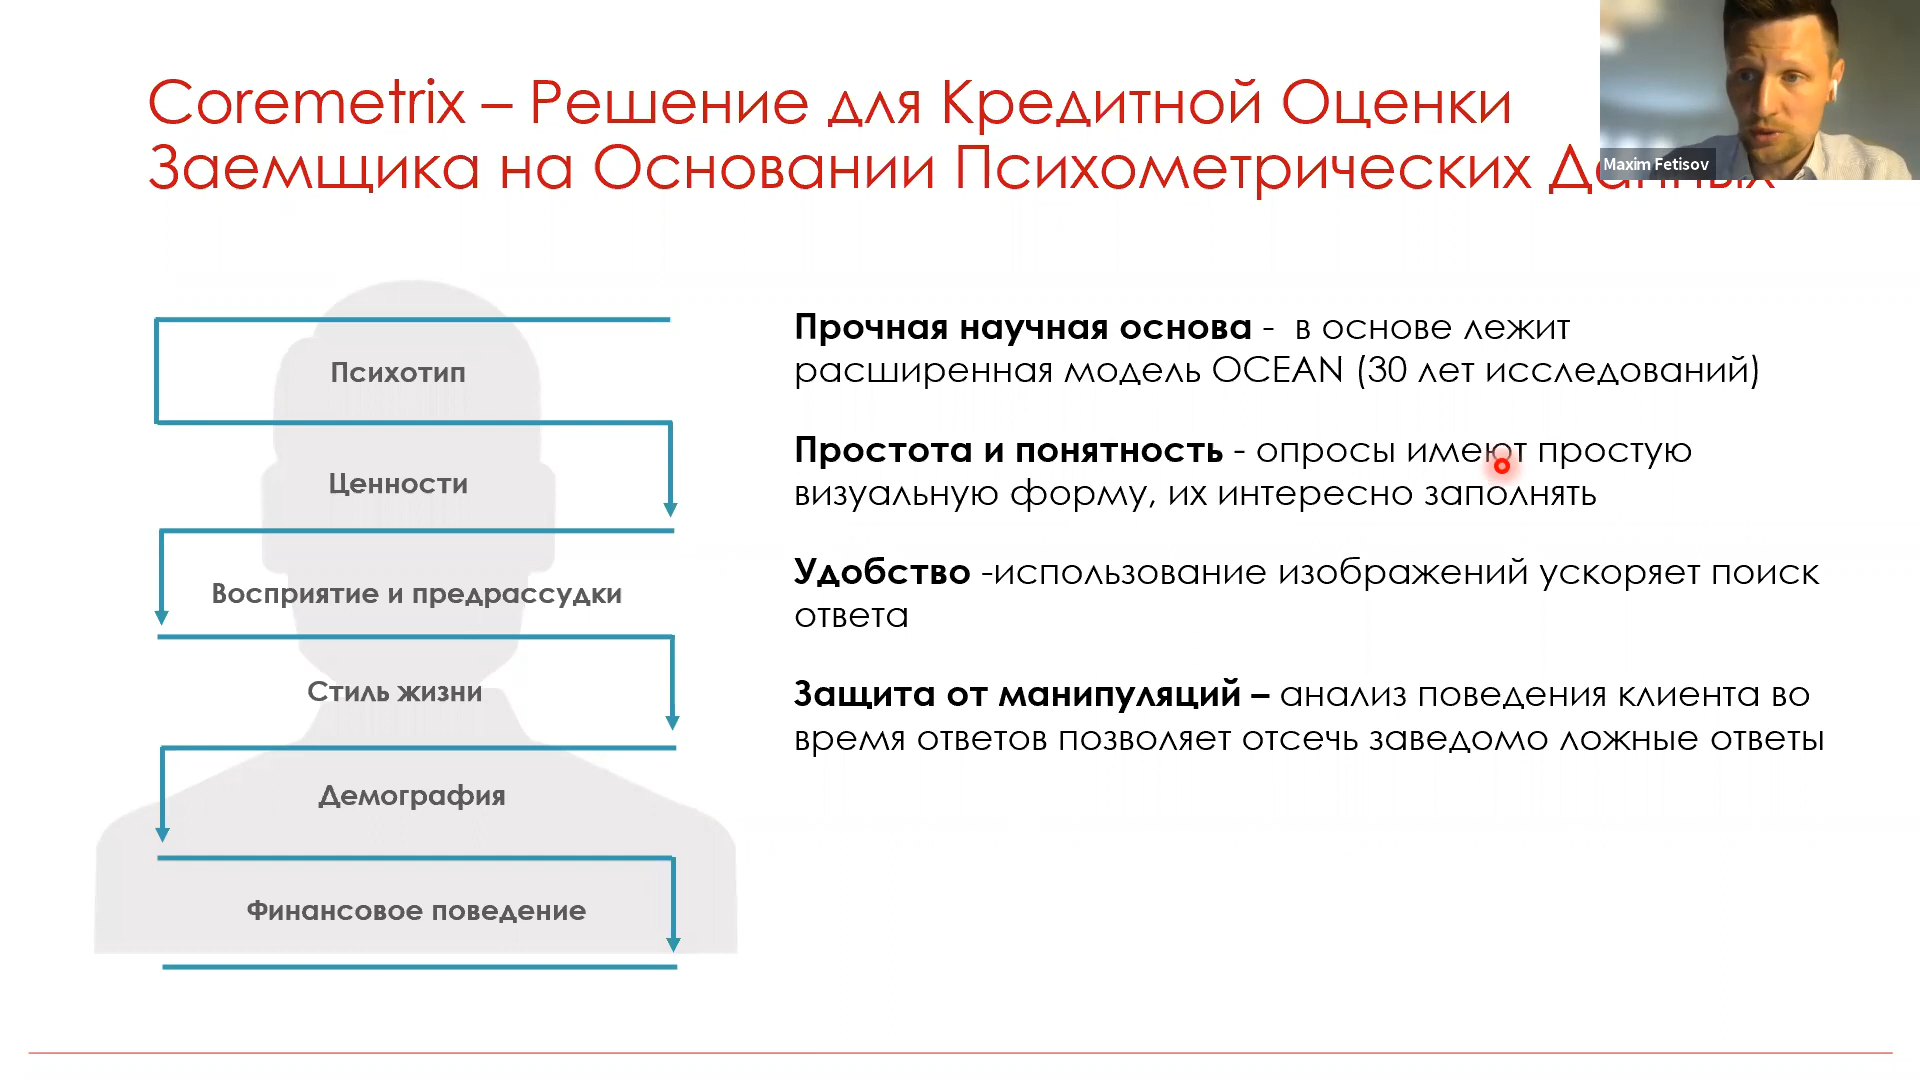 Coremetrix – Решение для Кредитной Оценки
Заемщика на Основании Психометрических Данных
Maxim Fetisov
Психотип
Ценности
Восприятие и предрассудки
Стиль жизни
Демография
Финансовое поведение
Прочная научная основа - в основе лежит
расширенная модель OCEAN (30 лет исследований)
Простота и понятность - опросы имеют простую
визуальную форму, их интересно заполнять
Удобство -использование изображений ускоряет поиск
ответа
Защита от манипуляций – анализ поведения клиента во
время ответов позволяет отсечь заведомо ложные ответы